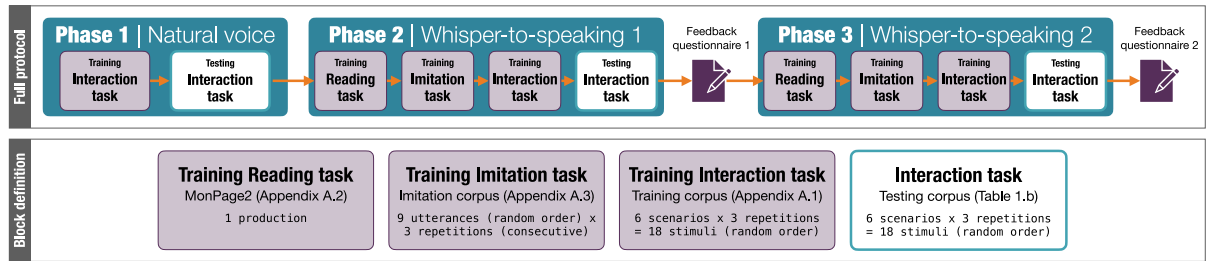 Full protocol
Phase 1 | Natural voice
Training
Interaction
task
Testing
Interaction
task
Phase 2 | Whisper-to-speaking 1
Training
Reading
task
Training
Imitation
task
Training
Interaction
task
Testing
Interaction
task
Feedback
questionnaire 1
Phase 3 | Whisper-to-speaking 2
Training
Reading
task
Training
Imitation
task
Training
Interaction
task
Testing
Interaction
task
Feedback
questionnaire 2
Block definition
Training Reading task
MonPage2 (Appendix A.2)
1 production
Training Imitation task
Imitation corpus (Appendix A.3)
9 utterances (random order) x
3 repetitions (consecutive)
Training Interaction task
Training corpus (Appendix A.1)
6 scenarios x 3 repetitions
= 18 stimuli (random order)
Interaction task
Testing corpus (Table 1.b)
6 scenarios x 3 repetitions
= 18 stimuli (random order)